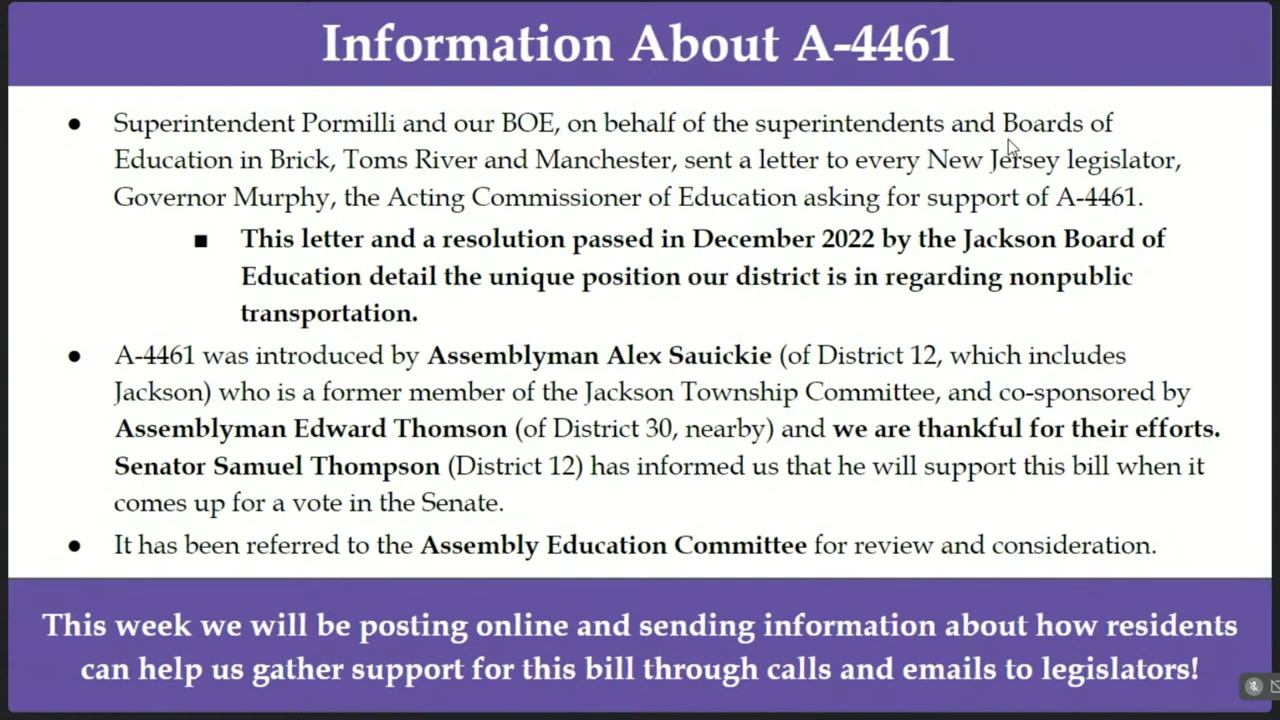 Information About A-4461
● Superintendent Pormilli and our BOE, on behalf of the superintendents and Boards of
Education in Brick, Toms River and Manchester, sent a letter to every New Jersey legislator,
Governor Murphy, the Acting Commissioner of Education asking for support of A-4461.
■ This letter and a resolution passed in December 2022 by the Jackson Board of
Education detail the unique position our district is in regarding nonpublic
transportation.
● A-4461 was introduced by Assemblyman Alex Sauickie (of District 12, which includes
Jackson) who is a former member of the Jackson Township Committee, and co-sponsored by
Assemblyman Edward Thomson (of District 30, nearby) and we are thankful for their efforts.
Senator Samuel Thompson (District 12) has informed us that he will support this bill when it
comes up for a vote in the Senate.
● It has been referred to the Assembly Education Committee for review and consideration.
This week we will be posting online and sending information about how residents
can help us gather support for this bill through calls and emails to legislators!